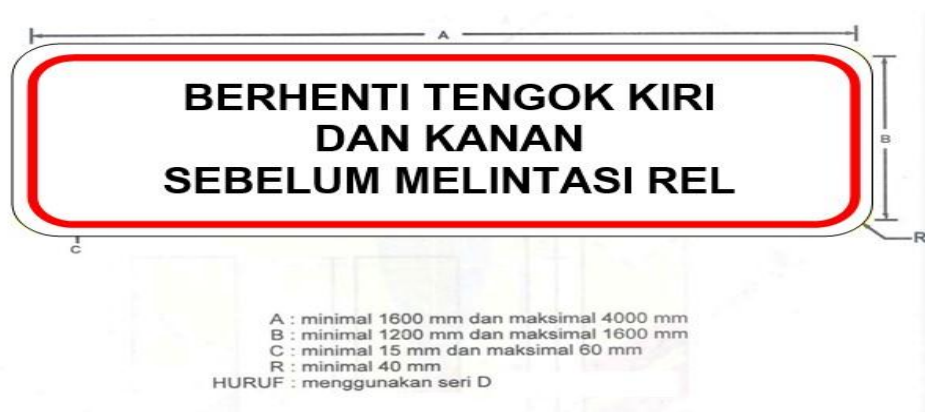 A
BERHENTI TENGOK KIRI
DAN KANAN
SEBELUM MELINTASI REL
B
C
R
A : minimal 1600 mm dan maksimal 4000 mm
B : minimal 1200 mm dan maksimal 1600 mm
C : minimal 15 mm dan maksimal 60 mm
R : minimal 40 mm
HURUF : menggunakan seri D